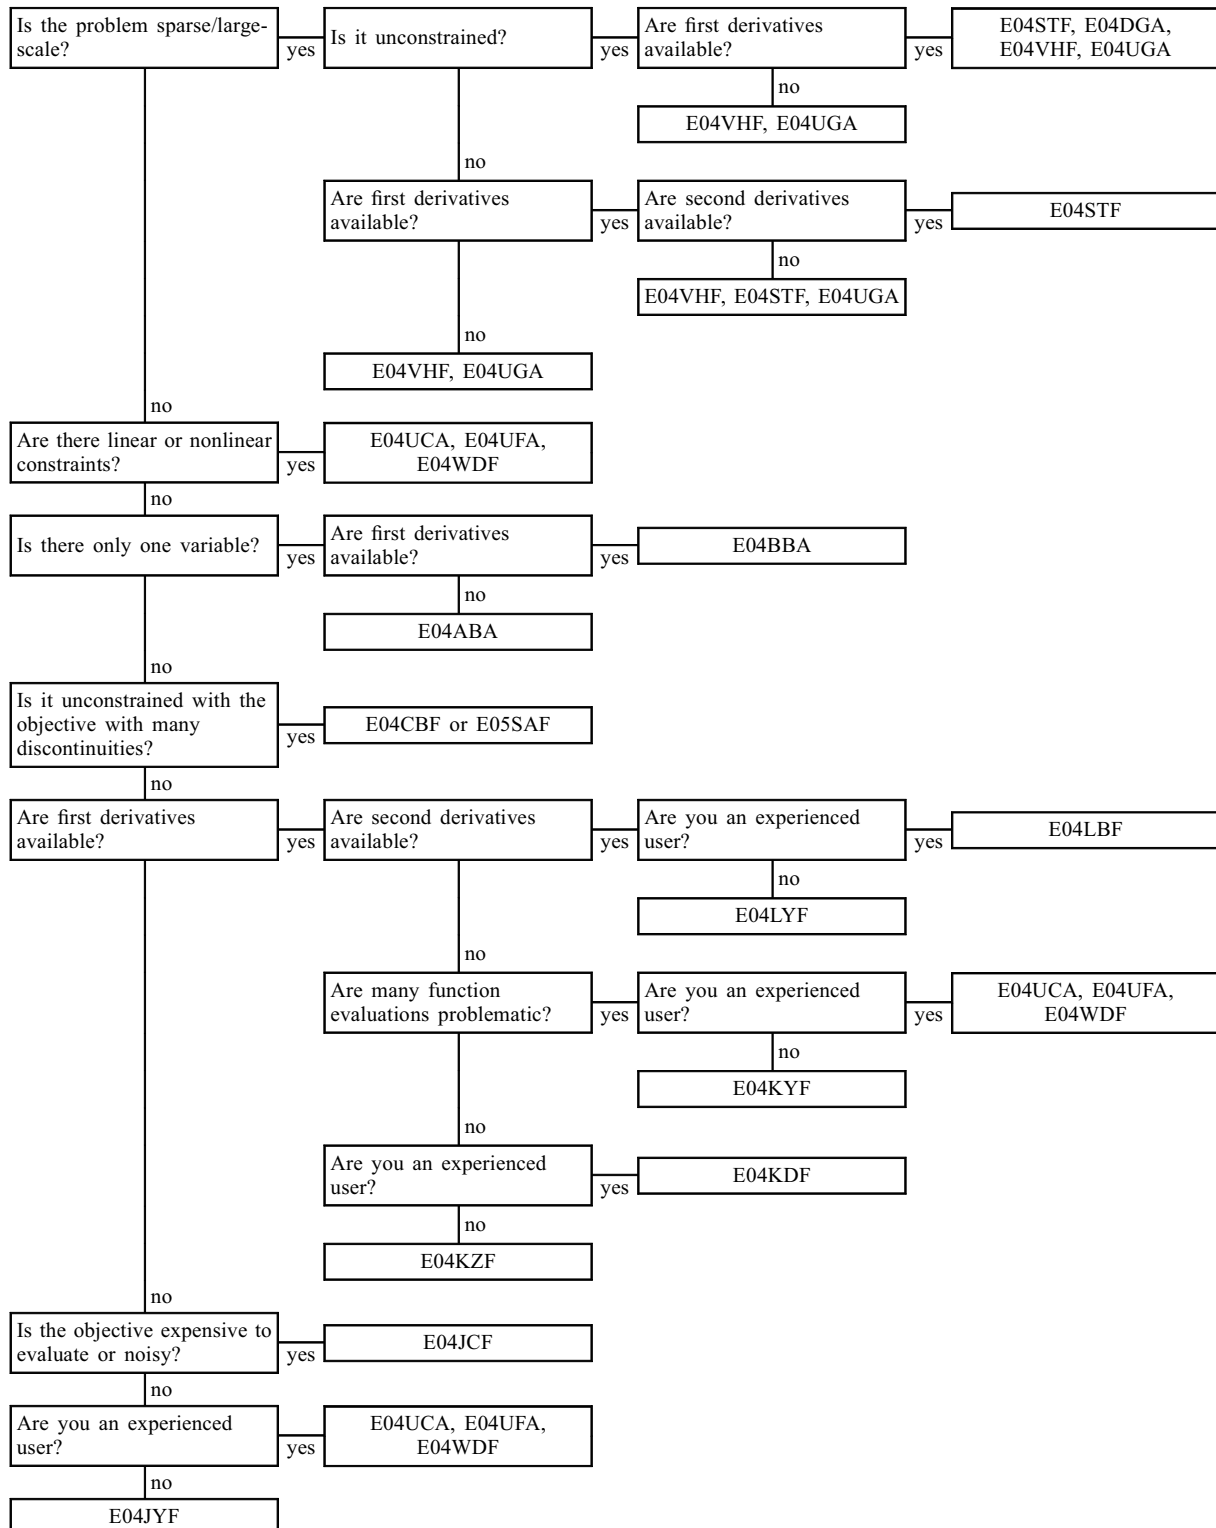 Is the problem sparse/large-
scale?
yes
Is it unconstrained?
yes
Are first derivatives
available?
yes
E04STF, E04DGA,
E04VHF, E04UGA
no
E04VHF, E04UGA
no
Are first derivatives
available?
yes
Are second derivatives
available?
yes
E04STF
no
E04VHF, E04STF, E04UGA
no
E04VHF, E04UGA
no
Are there linear or nonlinear
constraints?
yes
E04UCA, E04UFA,
E04WDF
no
Is there only one variable?
yes
Are first derivatives
available?
yes
E04BBA
no
E04ABA
no
Is it unconstrained with the
objective with many
discontinuities?
yes
E04CBF or E05SAF
no
Are first derivatives
available?
yes
Are second derivatives
available?
yes
Are you an experienced
user?
yes
E04LBF
no
E04LYF
no
Are many function
evaluations problematic?
yes
Are you an experienced
user?
yes
E04UCA, E04UFA,
E04WDF
no
E04KYF
no
Are you an experienced
user?
yes
E04KDF
no
E04KZF
no
Is the objective expensive to
evaluate or noisy?
yes
E04JCF
no
Are you an experienced
user?
yes
E04UCA, E04UFA,
E04WDF
no
E04JYF